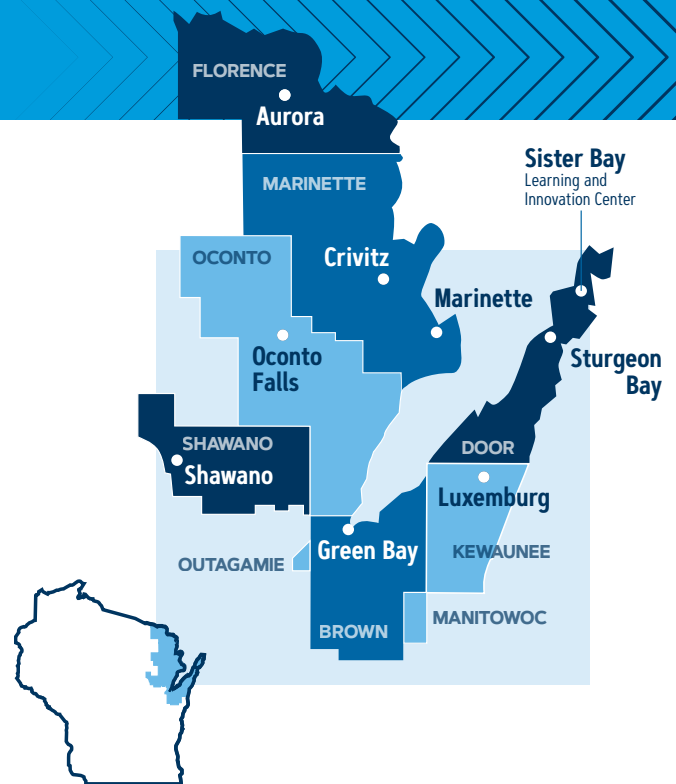 FLORENCE
Aurora
Sister Bay
Learning and
Innovation Center
MARINETTE
OCONTO
Crivitz
Marinette
Oconto
Falls
Sturgeon
Bay
SHAWANO
Shawano
DOOR
Luxemburg
Green Bay
KEWAUNEE
OUTAGAMIE
MANITOWOC
BROWN